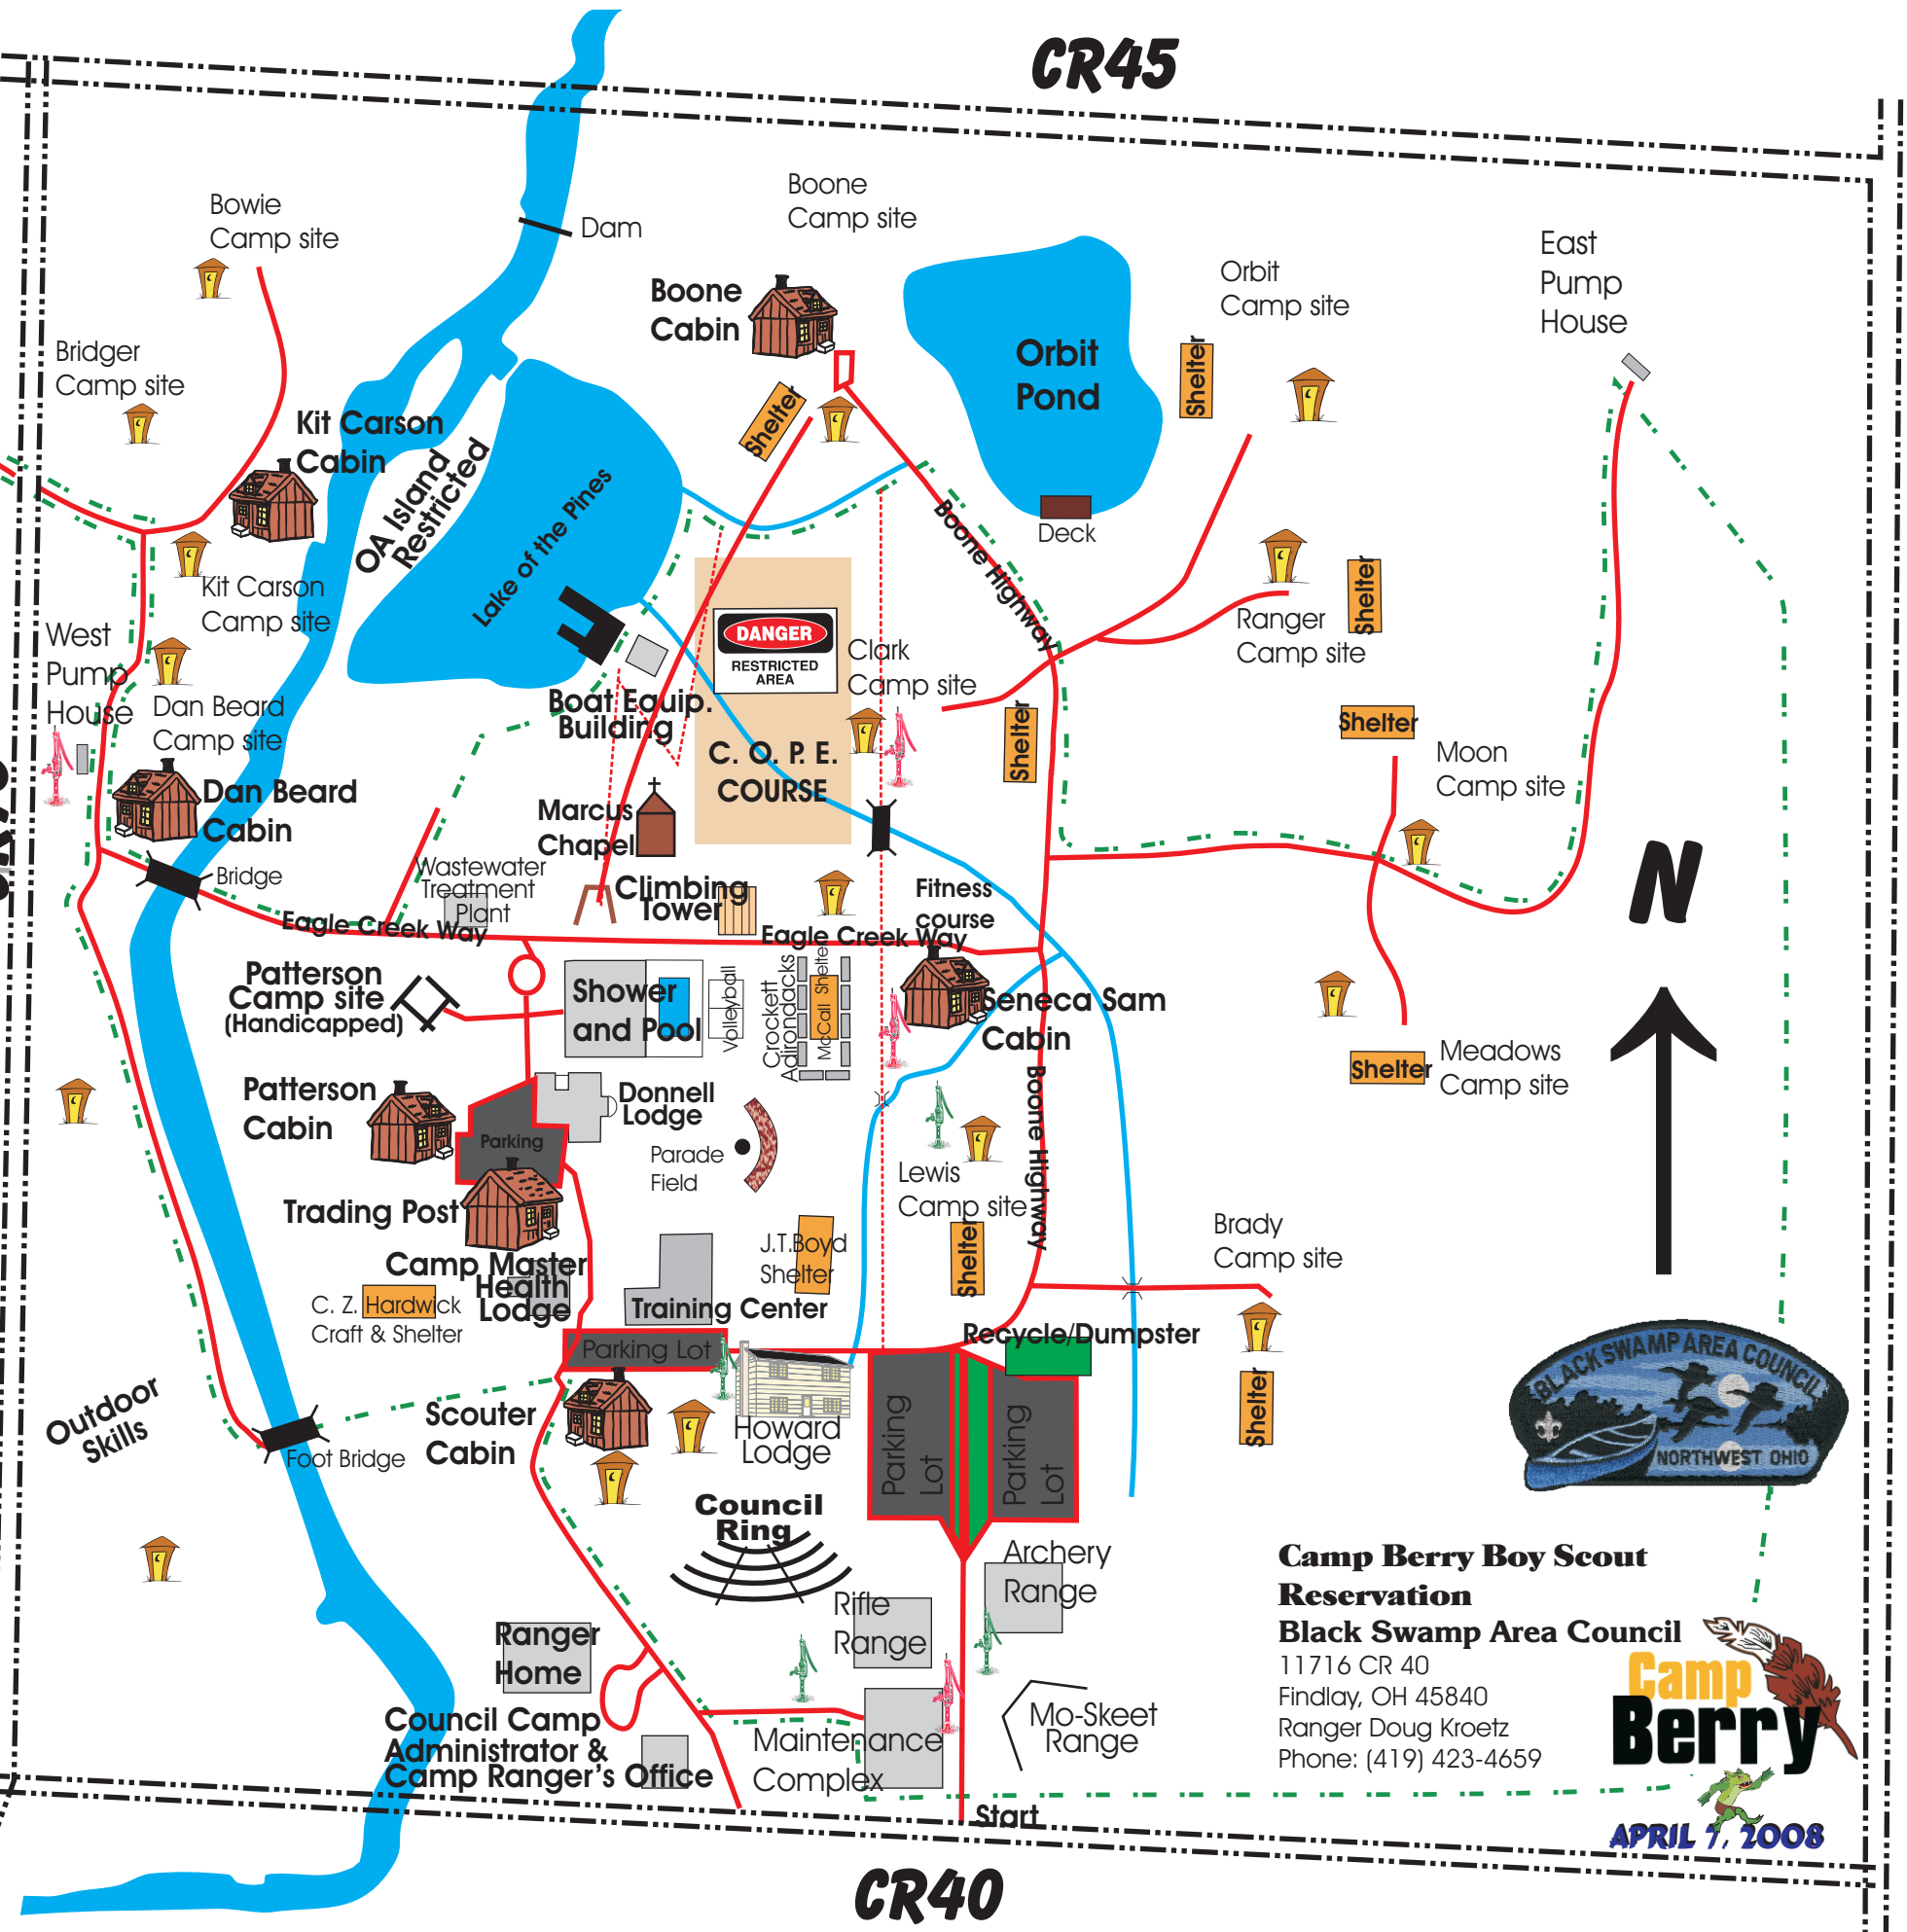 CR45
Bowie
Camp site
Dam
Boone
Camp site
Boone
Cabin
Orbit
Pond
Orbit
Camp site
Shelter
East
Pump
House
Bridger
Camp site
Kit Carson
Cabin
OA Island
Restricted
Lake of the Pines
Shelter
Deck
Boone Highway
Kit Carson
Camp site
West
Pump
House
Dan Beard
Camp site
Dan Beard
Cabin
Bridge
DANGER
RESTRICTED
AREA
C. O. P. E.
COURSE
Clark
Camp site
Shelter
Ranger
Camp site
Shelter
Shelter
Moon
Camp site
Boat Equip.
Building
Marcus
Chapel
Climbing
Tower
Wastewater
Treatment
Plant
Eagle Creek Way
Eagle Creek Way
Fitness
course
N
Patterson
Camp site
(Handicapped)
Shower
and Pool
Volleyball
Crockett
Adirondacks
McCall Shelter
Seneca Sam
Cabin
Shelter
Meadows
Camp site
Patterson
Cabin
Parking
Donnell
Lodge
Parade
Field
Boone Highway
Lewis
Camp site
Shelter
Brady
Camp site
Shelter
Trading Post
Camp Master
Health
Lodge
C. Z. Hardwick
Craft & Shelter
J.T.Boyd
Shelter
Training Center
Parking Lot
Recycle/Dumpster
Outdoor
Skills
Foot Bridge
Scouter
Cabin
Howard
Lodge
Parking
Lot
Parking
Lot
Council
Ring
Archery
Range
Rifle
Range
Ranger
Home
Council Camp
Administrator &
Camp Ranger's Office
Maintenance
Complex
Mo-Skeet
Range
Start
BLACK SWAMP AREA COUNCIL
NORTHWEST OHIO
Camp Berry Boy Scout
Reservation
Black Swamp Area Council
11716 CR 40
Findlay, OH 45840
Ranger Doug Kroetz
Phone: (419) 423-4659
Camp
Berry
APRIL 7, 2008
CR40